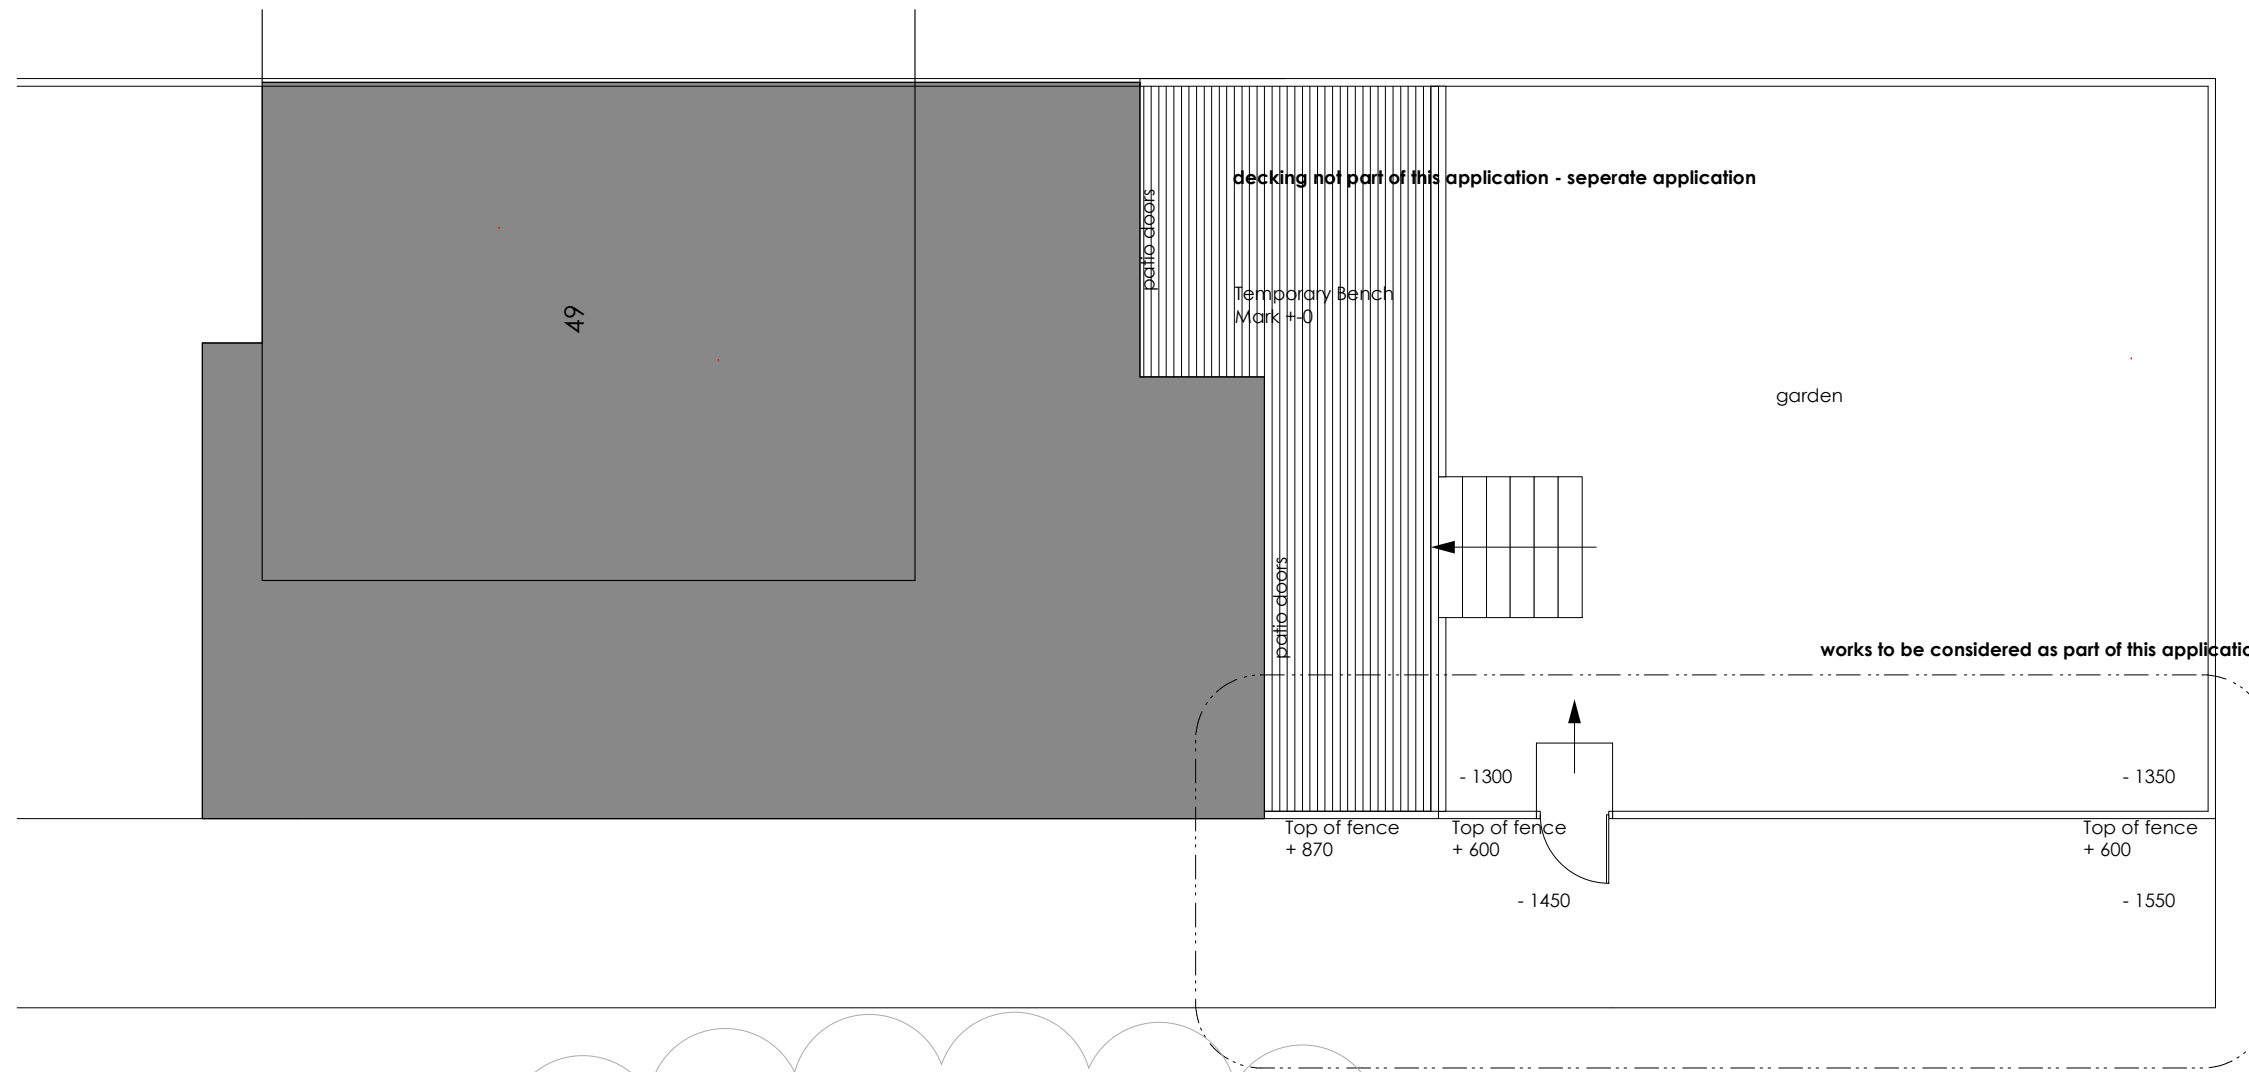 decking not part of this application - seperate application
patio doors
Temporary Bench
Mark +-0
49
garden
patio doors
works to be considered as part of this applicatio
- 1300
- 1350
Top of fence
+ 870
Top of fence
+ 600
Top of fence
+ 600
- 1450
- 1550